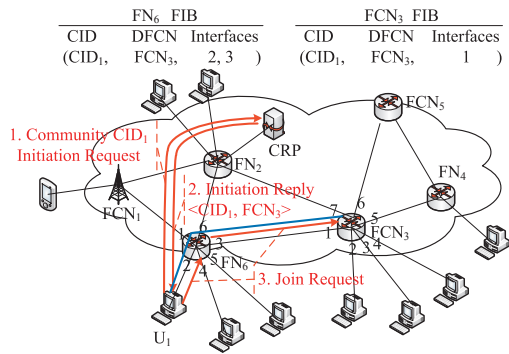 FN6 FIB
CID DFCN Interfaces
(CID1, FCN3, 2, 3 )
FCN3 FIB
CID DFCN Interfaces
(CID1, FCN3, 1 )
1. Community CID1
Initiation Request
CRP
FCN5
FN2
FN4
2. Initiation Reply
<CID1, FCN3>
FCN1
7 6
5
1 FCN3
2 3 4
1 6
3
5 FN6
2 4
3. Join Request
U1